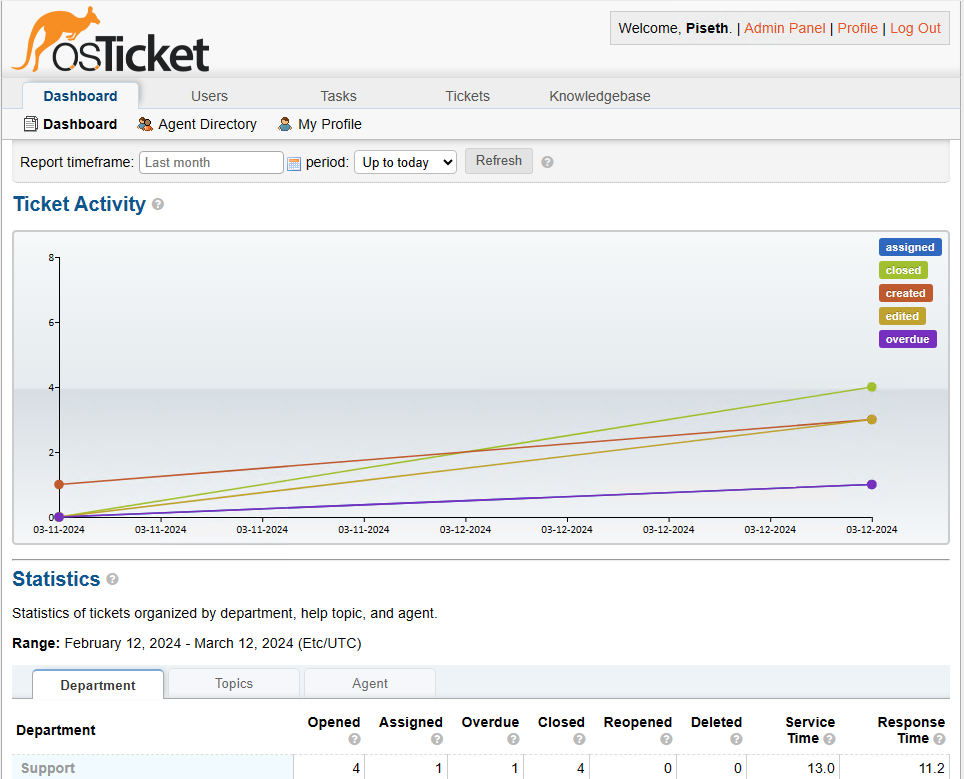 osTicket
Welcome, Piseth. | Admin Panel | Profile | Log Out
Dashboard Users Tasks Tickets Knowledgebase
Dashboard Agent Directory My Profile
Report timeframe: Last month period: Up to today Refresh ?
Ticket Activity ?
assigned
closed
created
edited
overdue
8
6
4
2
0
03-11-2024 03-11-2024 03-11-2024 03-11-2024 03-12-2024 03-12-2024 03-12-2024 03-12-2024 03-12-2024
Statistics ?
Statistics of tickets organized by department, help topic, and agent.
Range: February 12, 2024 - March 12, 2024 (Etc/UTC)
Department Topics Agent
Department Opened ? Assigned ? Overdue ? Closed ? Reopened ? Deleted ? Service Time ? Response Time ?
Support 4 1 1 4 0 0 13.0 11.2